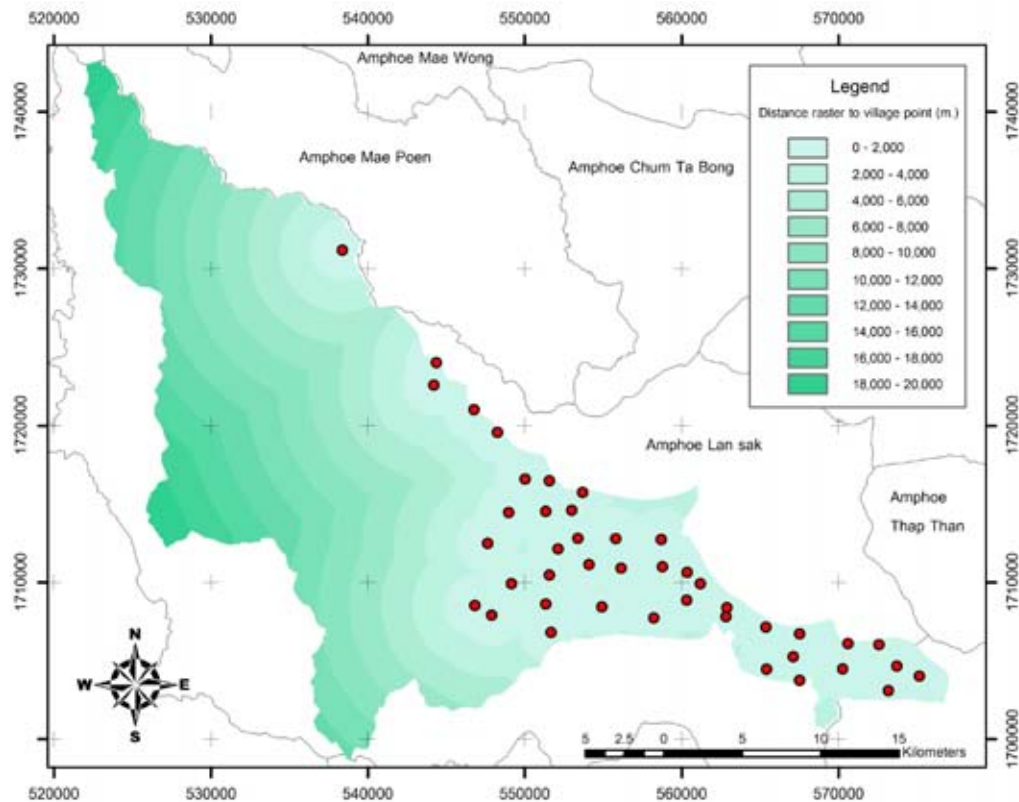 520000 530000 540000 550000 560000 570000
1740000 1740000
1730000 1730000
1720000 1720000
1710000 1710000
1700000 1700000
Amphoe Mae Wong
Amphoe Mae Poen
Amphoe Chum Ta Bong
Legend
Distance raster to village point (m.)
0 - 2,000
2,000 - 4,000
4,000 - 6,000
6,000 - 8,000
8,000 - 10,000
10,000 - 12,000
12,000 - 14,000
14,000 - 16,000
16,000 - 18,000
18,000 - 20,000
Amphoe Lan sak
Amphoe
Thap Than
N
W E
S
5 2.5 0 5 10 15
Kilometers
520000 530000 540000 550000 560000 570000